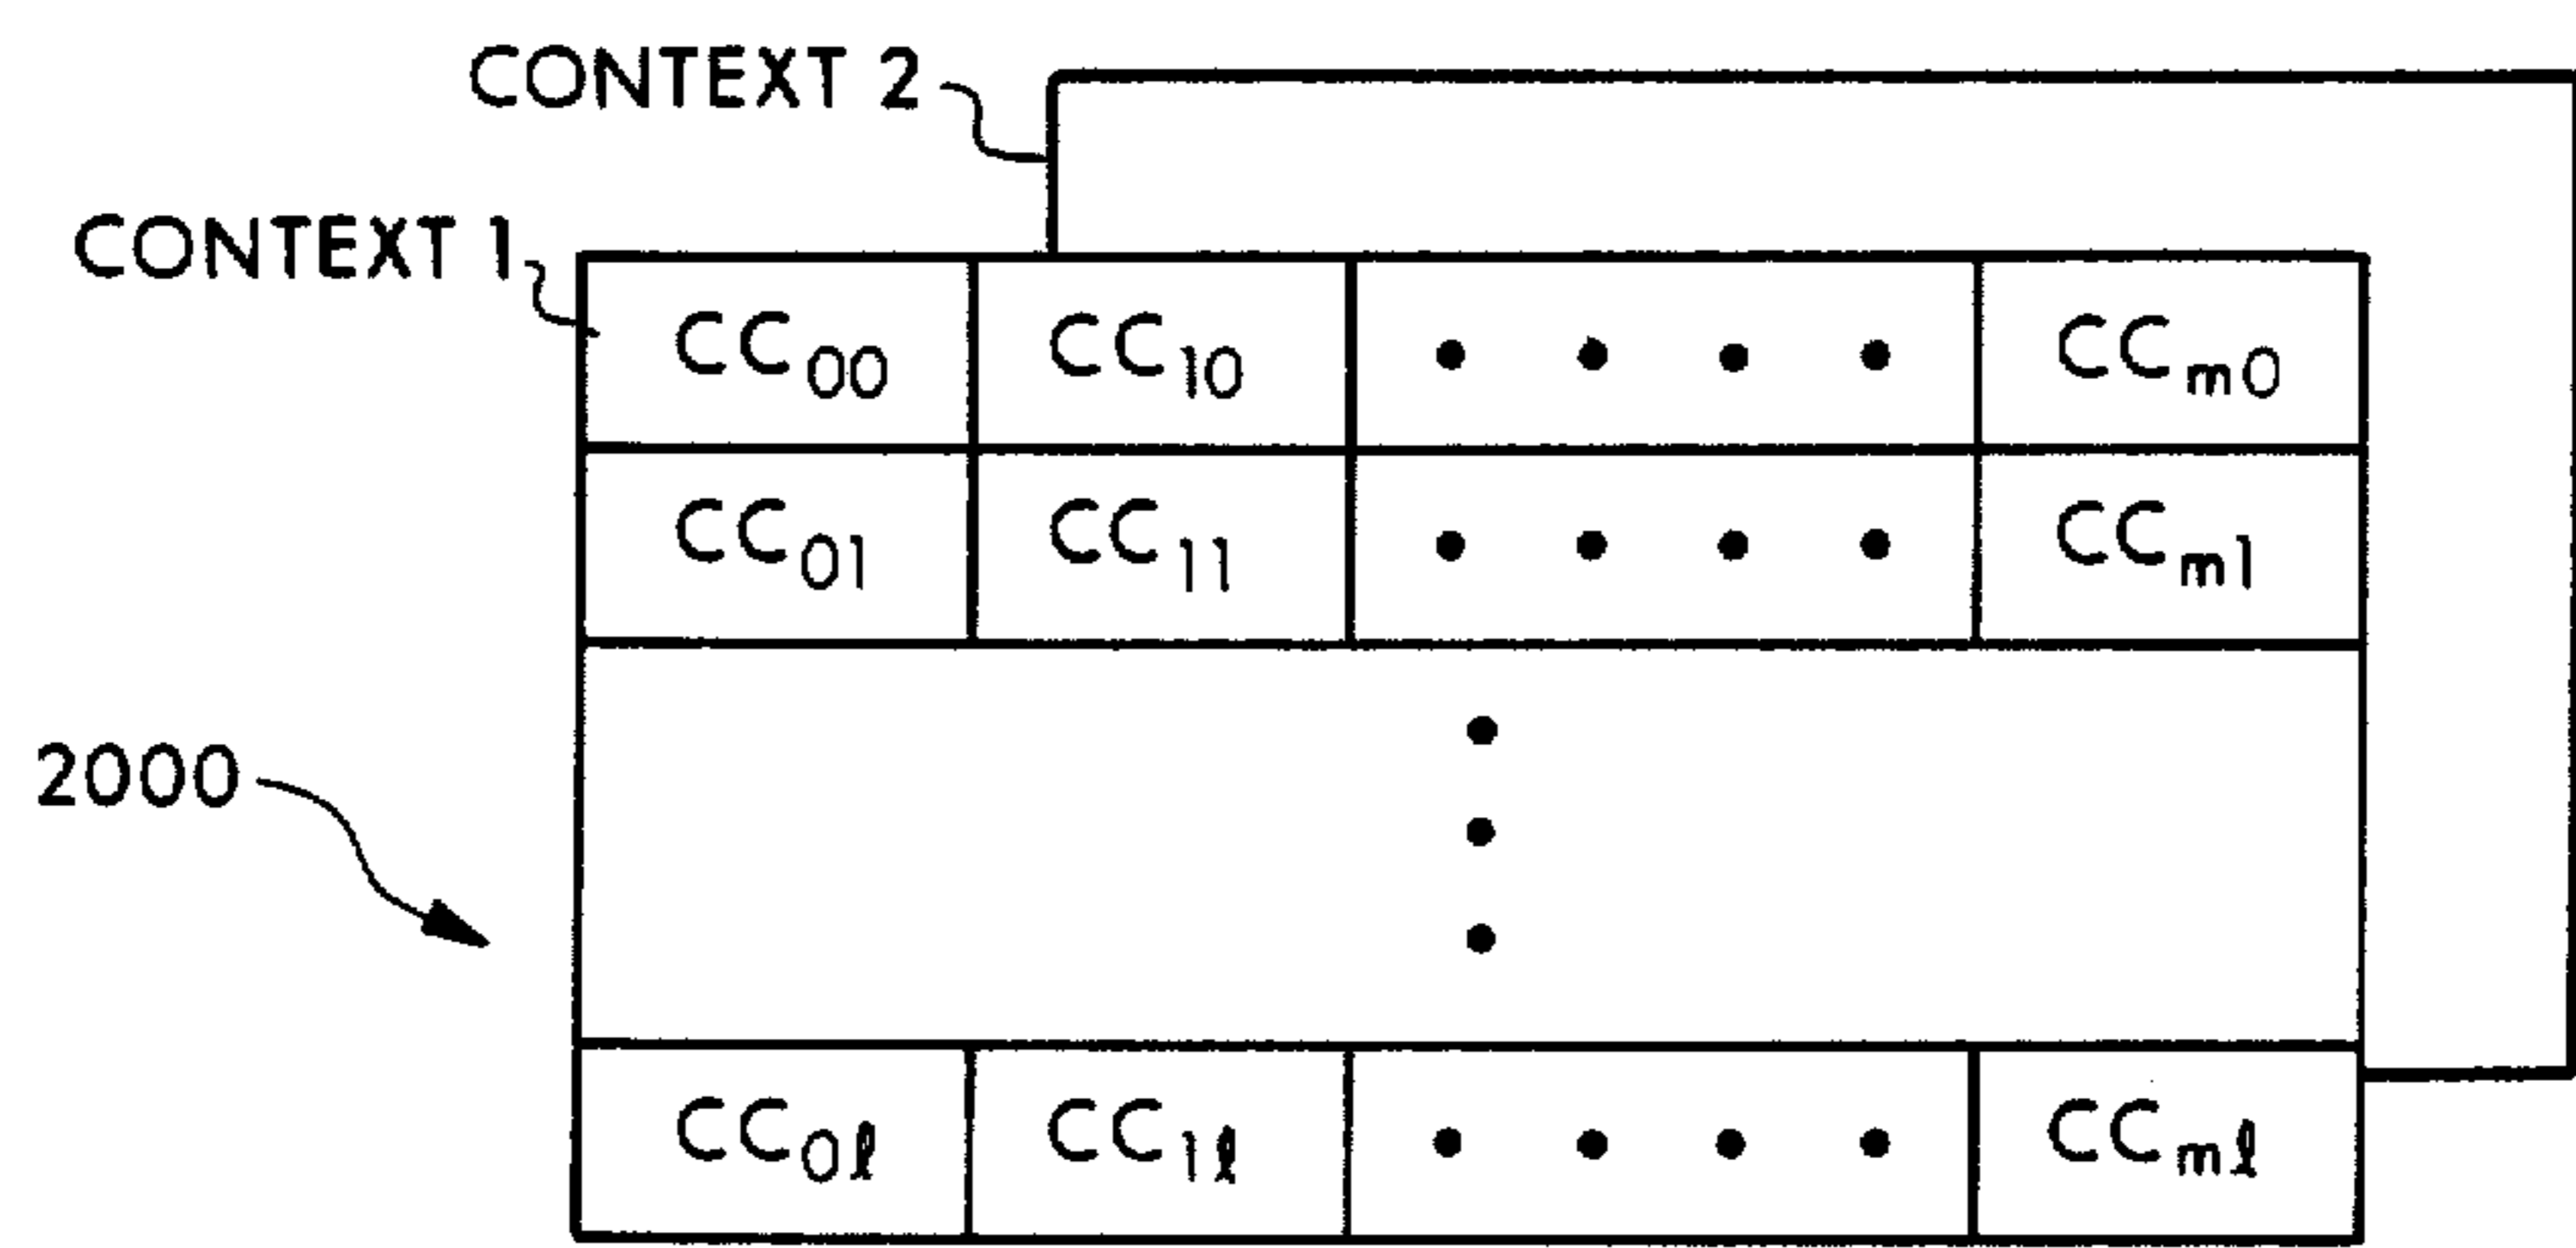 CONTEXT 2
CONTEXT 1
CC₀₀ CC₁₀ • • • • CCₘ₀
CC₀₁ CC₁₁ • • • • CCₘ₁
2000
CC₀ℓ CC₁ℓ • • • • CCₘℓ